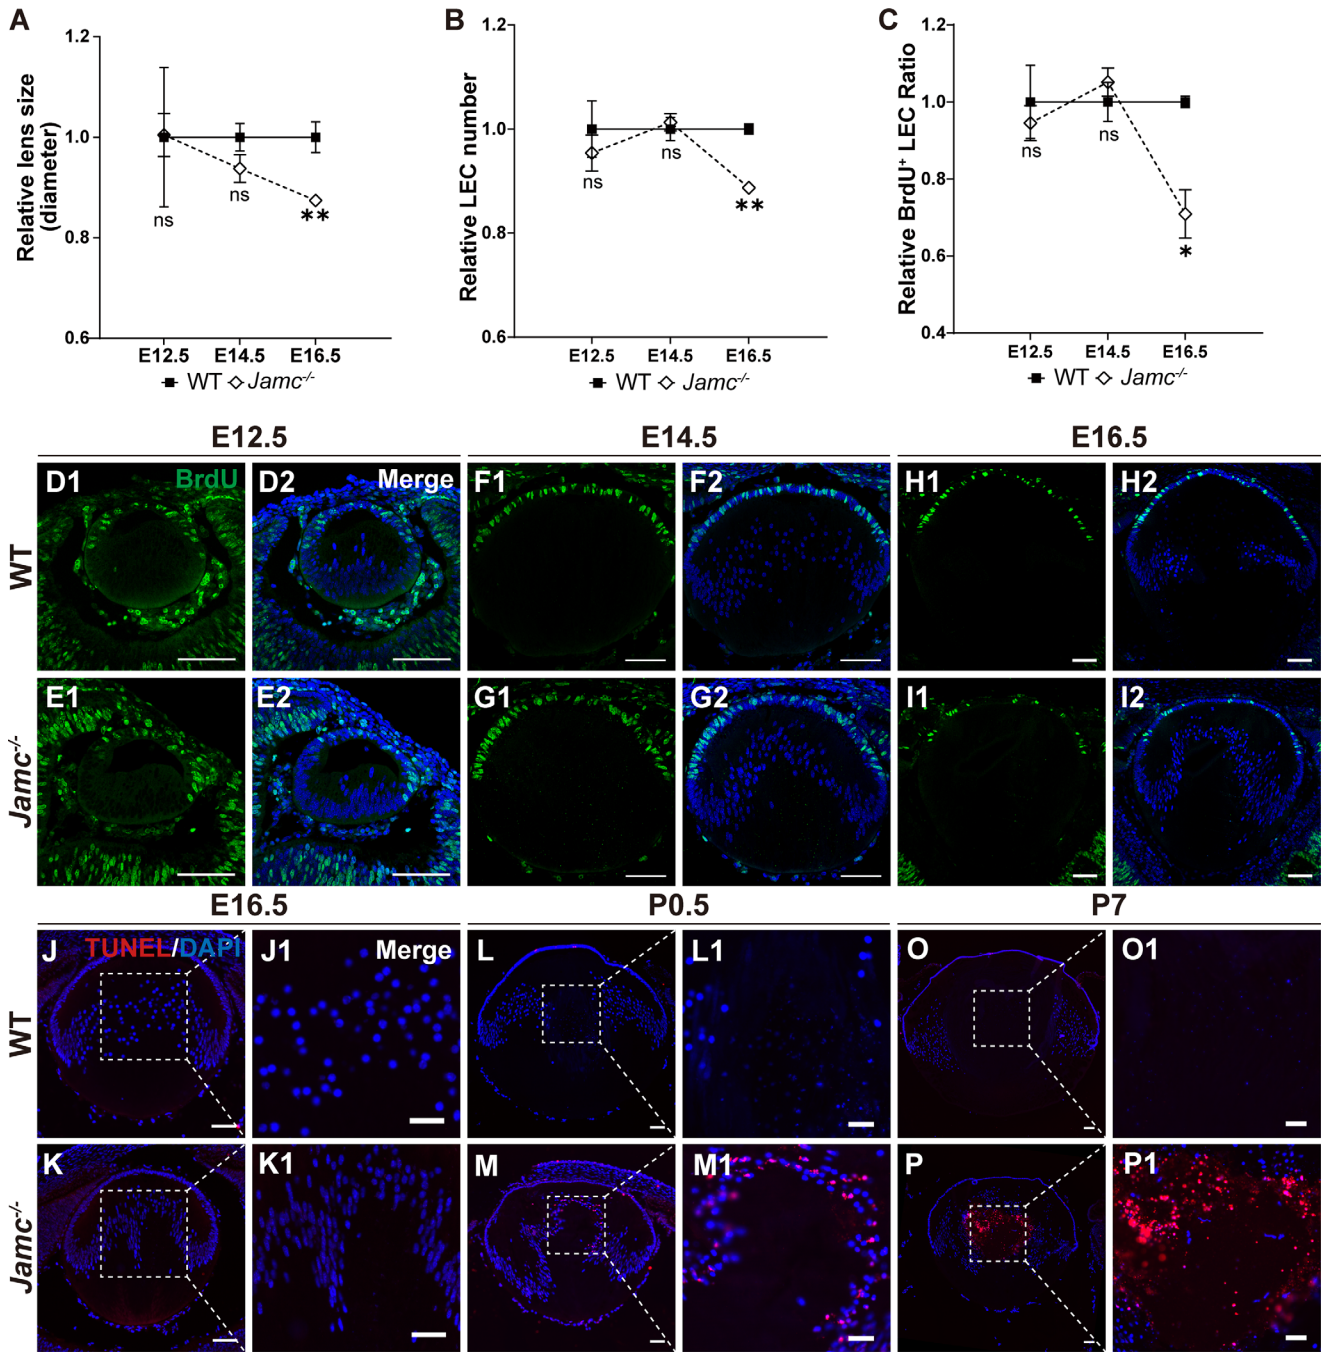 A
1.2
1.0
0.8
0.6
Relative lens size
(diameter)
ns
ns
**
E12.5 E14.5 E16.5
WT Jamc-/-
B
1.2
1.0
0.8
0.6
Relative LEC number
ns
ns
**
E12.5 E14.5 E16.5
WT Jamc-/-
C
1.2
1.0
0.8
0.6
0.4
Relative BrdU+ LEC Ratio
ns
ns
*
E12.5 E14.5 E16.5
WT Jamc-/-
E12.5 E14.5 E16.5
WT
D1 BrdU D2 Merge F1 F2 H1 H2
Jamc-/-
E1 E2 G1 G2 I1 I2
E16.5 P0.5 P7
WT
J TUNEL/DAPI J1 Merge L L1 O O1
Jamc-/-
K K1 M M1 P P1